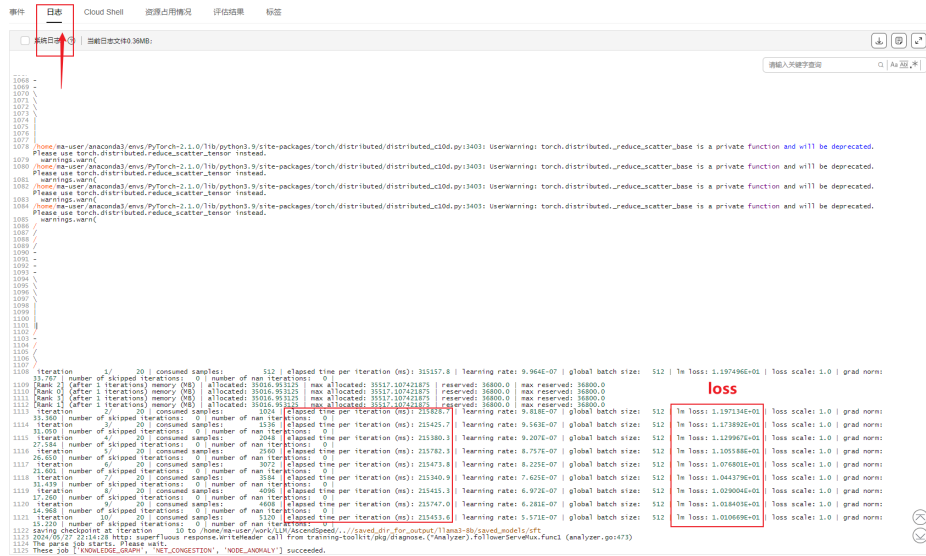 事件 日志 Cloud Shell 资源占用情况 评估结果 标签
系统日志 ? | 当前日志文件0.36MB:
请输入关键字查询 Aa AB .*
1068 -
1069 -
1070 \
1071 \
1072 \
1073 \
1074 |
1075 |
1076 |
1077 |
1078 /home/ma-user/anaconda3/envs/PyTorch-2.1.0/lib/python3.9/site-packages/torch/distributed/distributed_c10d.py:3403: UserWarning: torch.distributed._reduce_scatter_base is a private function and will be deprecated.
Please use torch.distributed.reduce_scatter_tensor instead.
1079 warnings.warn(
1080 /home/ma-user/anaconda3/envs/PyTorch-2.1.0/lib/python3.9/site-packages/torch/distributed/distributed_c10d.py:3403: UserWarning: torch.distributed._reduce_scatter_base is a private function and will be deprecated.
Please use torch.distributed.reduce_scatter_tensor instead.
1081 warnings.warn(
1082 /home/ma-user/anaconda3/envs/PyTorch-2.1.0/lib/python3.9/site-packages/torch/distributed/distributed_c10d.py:3403: UserWarning: torch.distributed._reduce_scatter_base is a private function and will be deprecated.
Please use torch.distributed.reduce_scatter_tensor instead.
1083 warnings.warn(
1084 /home/ma-user/anaconda3/envs/PyTorch-2.1.0/lib/python3.9/site-packages/torch/distributed/distributed_c10d.py:3403: UserWarning: torch.distributed._reduce_scatter_base is a private function and will be deprecated.
Please use torch.distributed.reduce_scatter_tensor instead.
1085 warnings.warn(
1086 /
1087 /
1088 /
1089 /
1090 -
1091 -
1092 -
1093 -
1094 \
1095 \
1096 \
1097 \
1098 |
1099 |
1100 |
1101 |
1102 /
1103 -
1104 /
1105 /
1106 \
1107 /
1108 iteration 1/ 20 | consumed samples: 512 | elapsed time per iteration (ms): 315157.8 | learning rate: 9.964E-07 | global batch size: 512 | lm loss: 1.197496E+01 | loss scale: 1.0 | grad norm:
33.767 | number of skipped iterations: 0 | number of nan iterations: 0 |
1109 [Rank 2] (after 1 iterations) memory (MB) | allocated: 35016.953125 | max allocated: 35517.107421875 | reserved: 36800.0 | max reserved: 36800.0
1110 [Rank 0] (after 1 iterations) memory (MB) | allocated: 35016.953125 | max allocated: 35517.107421875 | reserved: 36800.0 | max reserved: 36800.0
1111 [Rank 3] (after 1 iterations) memory (MB) | allocated: 35016.953125 | max allocated: 35517.107421875 | reserved: 36800.0 | max reserved: 36800.0
1112 [Rank 1] (after 1 iterations) memory (MB) | allocated: 35016.953125 | max allocated: 35517.107421875 | reserved: 36800.0 | max reserved: 36800.0
loss
1113 iteration 2/ 20 | consumed samples: 1024 | elapsed time per iteration (ms): 215828.7 | learning rate: 9.818E-07 | global batch size: 512 | lm loss: 1.197134E+01 | loss scale: 1.0 | grad norm:
33.360 | number of skipped iterations: 0 | number of nan iterations: 0 |
1114 iteration 3/ 20 | consumed samples: 1536 | elapsed time per iteration (ms): 215425.7 | learning rate: 9.563E-07 | global batch size: 512 | lm loss: 1.173892E+01 | loss scale: 1.0 | grad norm:
31.050 | number of skipped iterations: 0 | number of nan iterations: 0 |
1115 iteration 4/ 20 | consumed samples: 2048 | elapsed time per iteration (ms): 215380.3 | learning rate: 9.207E-07 | global batch size: 512 | lm loss: 1.129967E+01 | loss scale: 1.0 | grad norm:
27.584 | number of skipped iterations: 0 | number of nan iterations: 0 |
1116 iteration 5/ 20 | consumed samples: 2560 | elapsed time per iteration (ms): 215782.3 | learning rate: 8.757E-07 | global batch size: 512 | lm loss: 1.105588E+01 | loss scale: 1.0 | grad norm:
26.650 | number of skipped iterations: 0 | number of nan iterations: 0 |
1117 iteration 6/ 20 | consumed samples: 3072 | elapsed time per iteration (ms): 215473.8 | learning rate: 8.225E-07 | global batch size: 512 | lm loss: 1.076801E+01 | loss scale: 1.0 | grad norm:
21.601 | number of skipped iterations: 0 | number of nan iterations: 0 |
1118 iteration 7/ 20 | consumed samples: 3584 | elapsed time per iteration (ms): 215340.9 | learning rate: 7.625E-07 | global batch size: 512 | lm loss: 1.044379E+01 | loss scale: 1.0 | grad norm:
31.439 | number of skipped iterations: 0 | number of nan iterations: 0 |
1119 iteration 8/ 20 | consumed samples: 4096 | elapsed time per iteration (ms): 215415.3 | learning rate: 6.972E-07 | global batch size: 512 | lm loss: 1.029004E+01 | loss scale: 1.0 | grad norm:
17.260 | number of skipped iterations: 0 | number of nan iterations: 0 |
1120 iteration 9/ 20 | consumed samples: 4608 | elapsed time per iteration (ms): 215747.0 | learning rate: 6.281E-07 | global batch size: 512 | lm loss: 1.018403E+01 | loss scale: 1.0 | grad norm:
14.968 | number of skipped iterations: 0 | number of nan iterations: 0 |
1121 iteration 10/ 20 | consumed samples: 5120 | elapsed time per iteration (ms): 215453.6 | learning rate: 5.571E-07 | global batch size: 512 | lm loss: 1.010669E+01 | loss scale: 1.0 | grad norm:
15.220 | number of skipped iterations: 0 | number of nan iterations: 0 |
1122 saving checkpoint at iteration 10 to /home/ma-user/work/LLM/AscendSpeed/..//saved_dir_for_output/llama3-8b/saved_models/sft
1123 2024/05/27 22:14:28 http: superfluous response.WriteHeader call from training-toolkit/pkg/diagnose.(*Analyzer).followerServeMux.func1 (analyzer.go:473)
1124 The parse job starts. Please wait.
1125 These job ['KNOWLEDGE_GRAPH', 'NET_CONGESTION', 'NODE_ANOMALY'] succeeded.